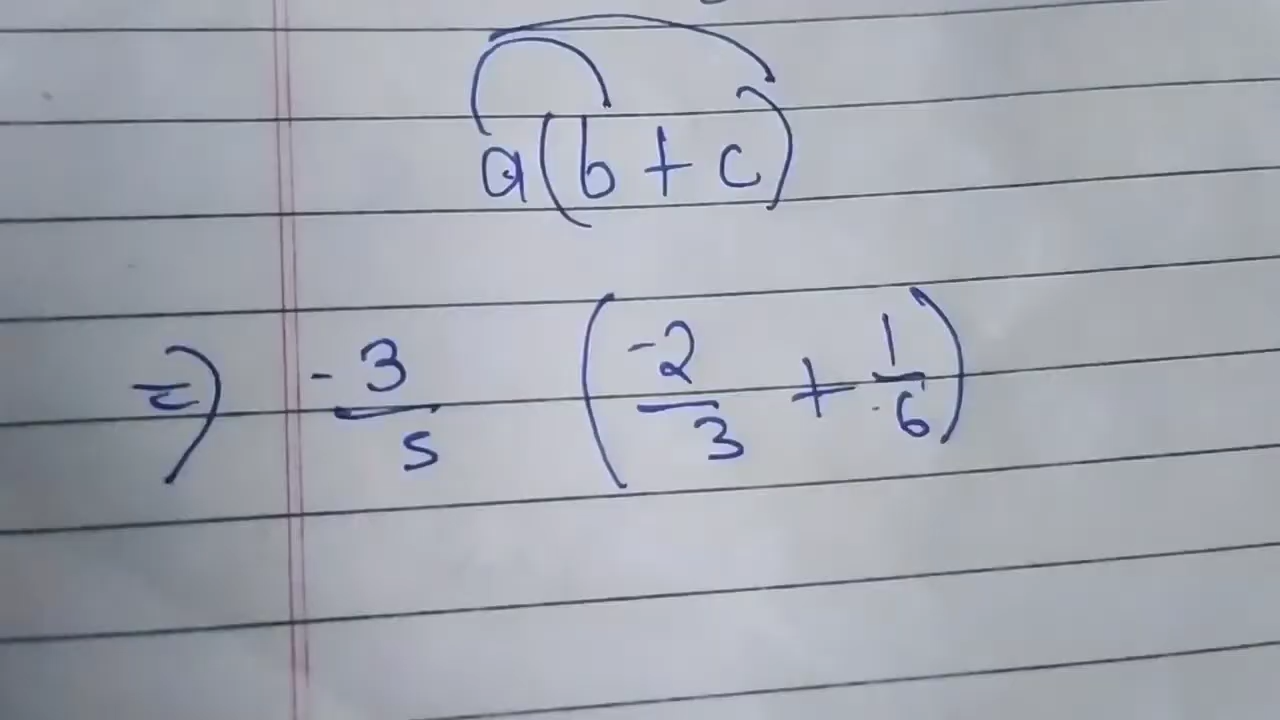 a(b + c)
⇒ -3/5 (-2/3 + 1/6)